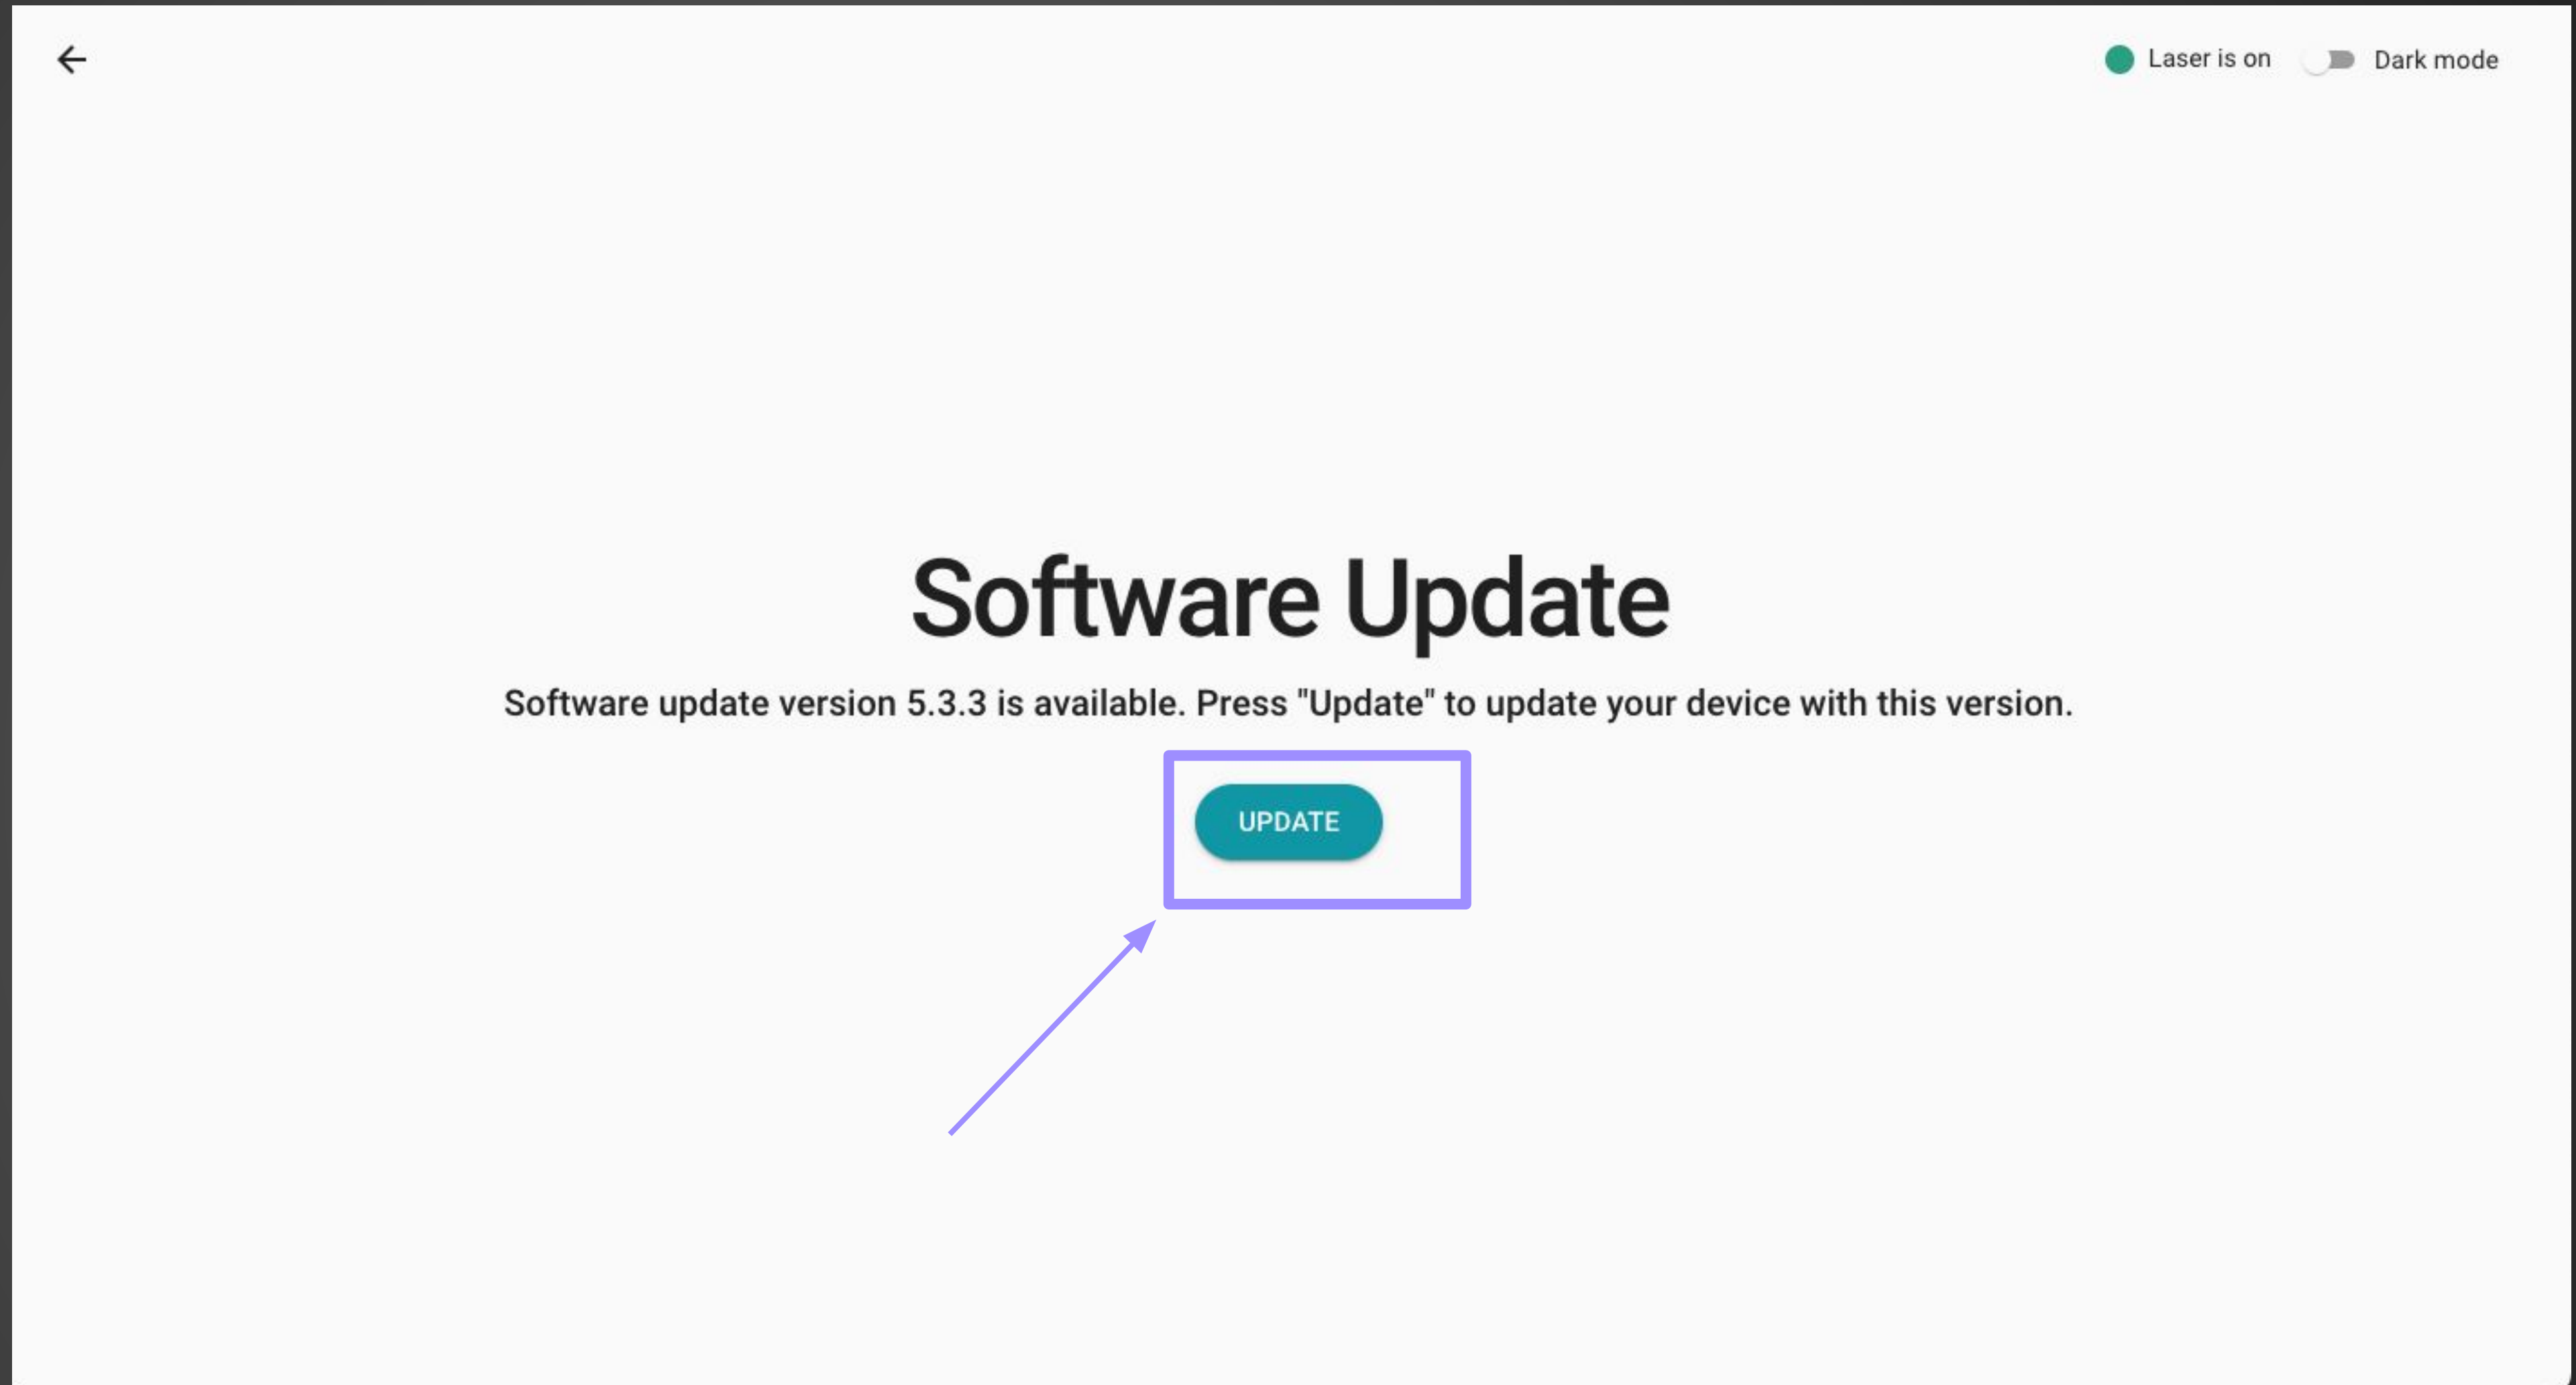 Laser is on
Dark mode
Software Update
Software update version 5.3.3 is available. Press "Update" to update your device with this version.
UPDATE